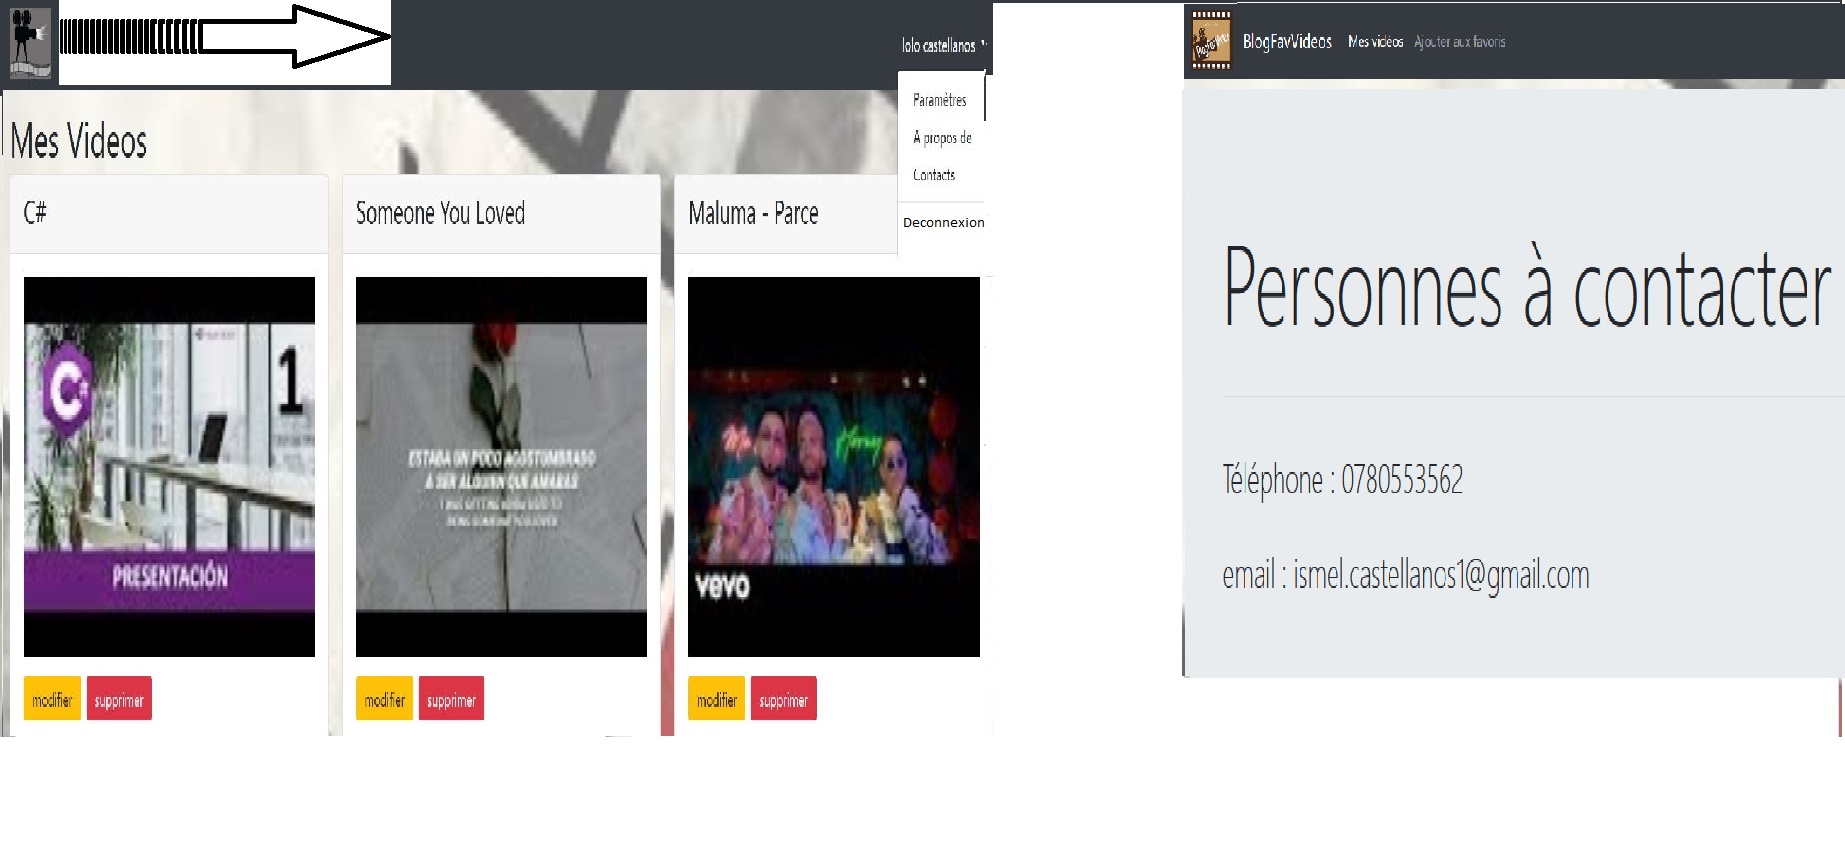 lolo castellanos
Paramètres
A propos de
Contacts
Deconnexion
Mes Videos
C#
1
PRESENTACIÓN
modifier
supprimer
Someone You Loved
ESTABA UN POCO ACOSTUMBRADO
A SER ALGUIEN QUE AMABAS
modifier
supprimer
Maluma - Parce
vevo
modifier
supprimer
BlogFavVideos
Mes vidéos
Ajouter aux favoris
Personnes à contacter
Téléphone : 0780553562
email : ismel.castellanos1@gmail.com